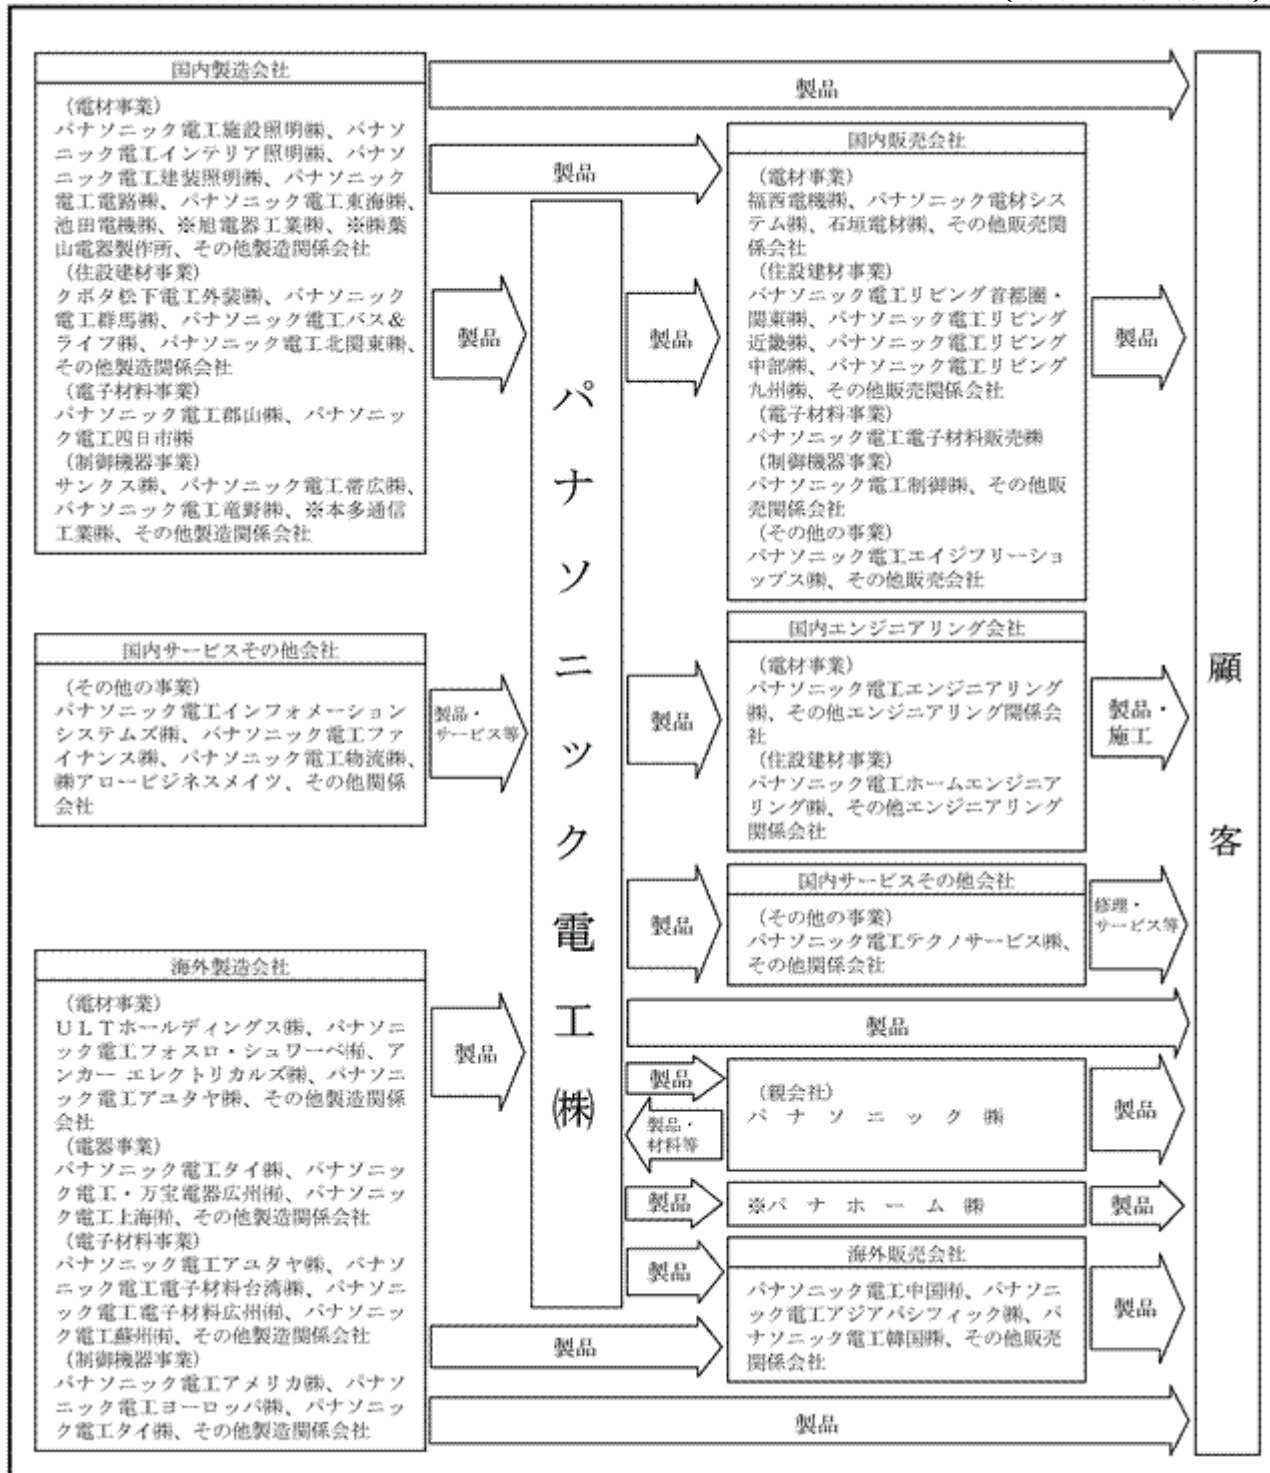 国内製造会社
(電材事業)
パナソニック電工施設照明㈱、パナソ
ニック電工インテリア照明㈱、パナソ
ニック電工建装照明㈱、パナソニック
電工電路㈱、パナソニック電工東海㈱、
池田電機㈱、※旭電器工業㈱、※㈱葉
山電器製作所、その他製造関係会社
(住設建材事業)
クボタ松下電工外装㈱、パナソニック
電工群馬㈱、パナソニック電工バス＆
ライフ㈱、パナソニック電工北関東㈱、
その他製造関係会社
(電子材料事業)
パナソニック電工郡山㈱、パナソニッ
ク電工四日市㈱
(制御機器事業)
サンクス㈱、パナソニック電工帯広㈱、
パナソニック電工竜野㈱、※本多通信
工業㈱、その他製造関係会社
国内サービスその他会社
(その他の事業)
パナソニック電工インフォメーション
システムズ㈱、パナソニック電工ファ
イナンス㈱、パナソニック電工物流㈱、
㈱アロービジネスメイツ、その他関係
会社
海外製造会社
(電材事業)
ＵＬＴホールディングス㈱、パナソニ
ック電工フォスロ・シュワーベ㈲、ア
ンカー エレクトリカルズ㈱、パナソニ
ック電工アユタヤ㈱、その他製造関係
会社
(電器事業)
パナソニック電工タイ㈱、パナソニッ
ク電工・万宝電器広州㈲、パナソニッ
ク電工上海㈲、その他製造関係会社
(電子材料事業)
パナソニック電工アユタヤ㈱、パナソ
ニック電工電子材料台湾㈱、パナソニ
ック電工電子材料広州㈲、パナソニッ
ク電工蘇州㈲、その他製造関係会社
(制御機器事業)
パナソニック電工アメリカ㈱、パナソ
ニック電工ヨーロッパ㈱、パナソニッ
ク電工タイ㈱、その他製造関係会社
製品
製品
製品
製品・
サービス等
製品
製品
製品
パナソニック電工㈱
製品
製品
製品
製品
製品
製品・
材料等
製品
製品
国内販売会社
(電材事業)
福西電機㈱、パナソニック電材シス
テム㈱、石垣電材㈱、その他販売関
係会社
(住設建材事業)
パナソニック電工リビング首都圏・
関東㈱、パナソニック電工リビング
近畿㈱、パナソニック電工リビング
中部㈱、パナソニック電工リビング
九州㈱、その他販売関係会社
(電子材料事業)
パナソニック電工電子材料販売㈱
(制御機器事業)
パナソニック電工制御㈱、その他販
売関係会社
(その他の事業)
パナソニック電工エイジフリーショ
ップス㈱、その他販売会社
国内エンジニアリング会社
(電材事業)
パナソニック電工エンジニアリング
㈱、その他エンジニアリング関係会
社
(住設建材事業)
パナソニック電工ホームエンジニア
リング㈱、その他エンジニアリング
関係会社
国内サービスその他会社
(その他の事業)
パナソニック電工テクノサービス㈱、
その他関係会社
(親会社)
パナソニック㈱
※パナホーム㈱
海外販売会社
パナソニック電工中国㈲、パナソニ
ック電工アジアパシフィック㈱、パ
ナソニック電工韓国㈱、その他販売
関係会社
製品
製品・
施工
修理・
サービス等
製品
製品
製品
顧客